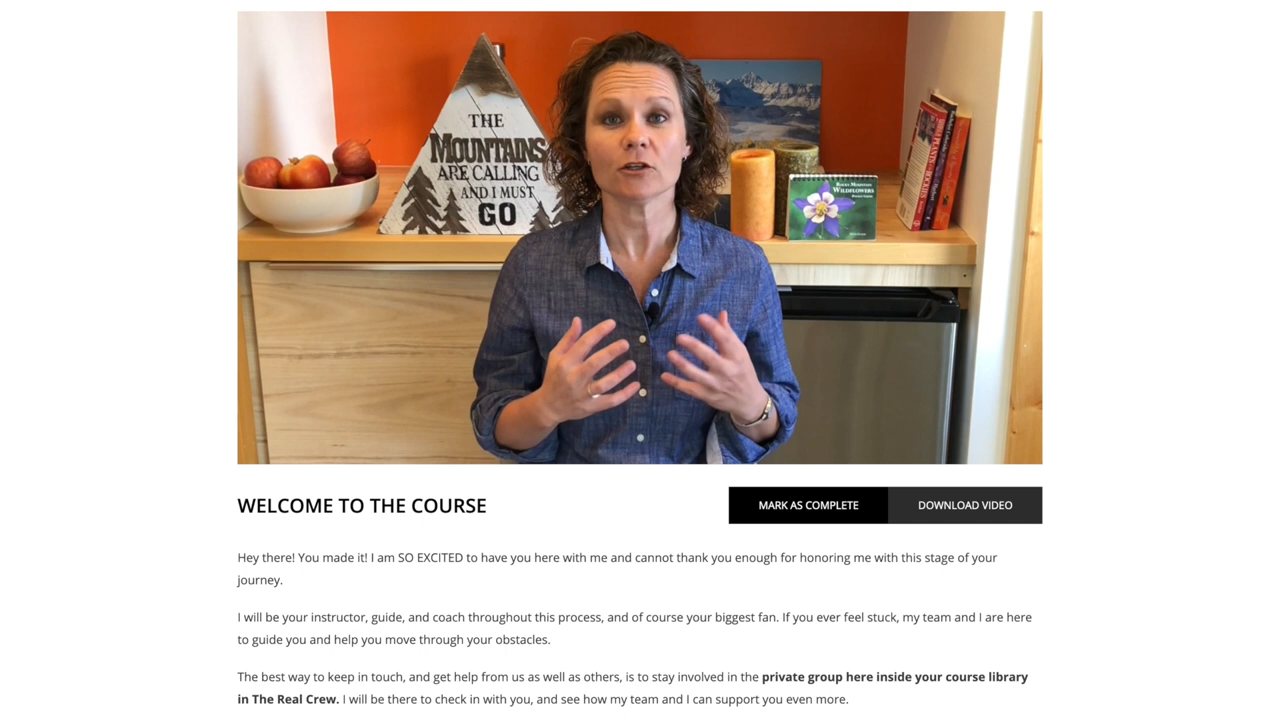 THE
MOUNTAINS
ARE CALLING
AND I MUST
GO
ROCKY MOUNTAIN
WILDFLOWERS
WELCOME TO THE COURSE
MARK AS COMPLETE
DOWNLOAD VIDEO
Hey there! You made it! I am SO EXCITED to have you here with me and cannot thank you enough for honoring me with this stage of your
journey.
I will be your instructor, guide, and coach throughout this process, and of course your biggest fan. If you ever feel stuck, my team and I are here
to guide you and help you move through your obstacles.
The best way to keep in touch, and get help from us as well as others, is to stay involved in the private group here inside your course library
in The Real Crew. I will be there to check in with you, and see how my team and I can support you even more.